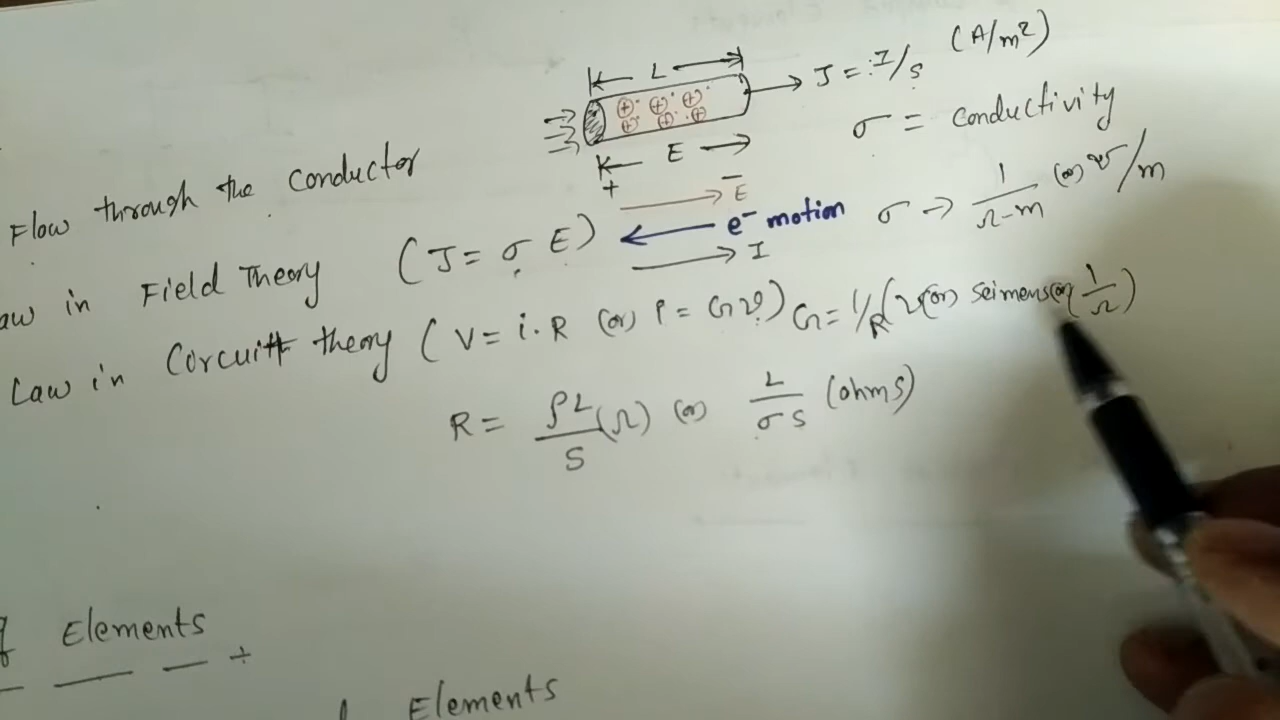 L
J = I/S (A/m²)
σ = conductivity
E
+ -
E
Flow through the conductor
σ → 1/Ω-m (or) ℧/m
e⁻ motion
I
aw in Field Theory (J = σ E)
Law in Corcuitt theory (V = i.R (or) i = Gv) G = 1/R (℧(or) Seimens(or) 1/Ω)
R = ρL/S (Ω) (or) L/σS (ohms)
f Elements
Elements